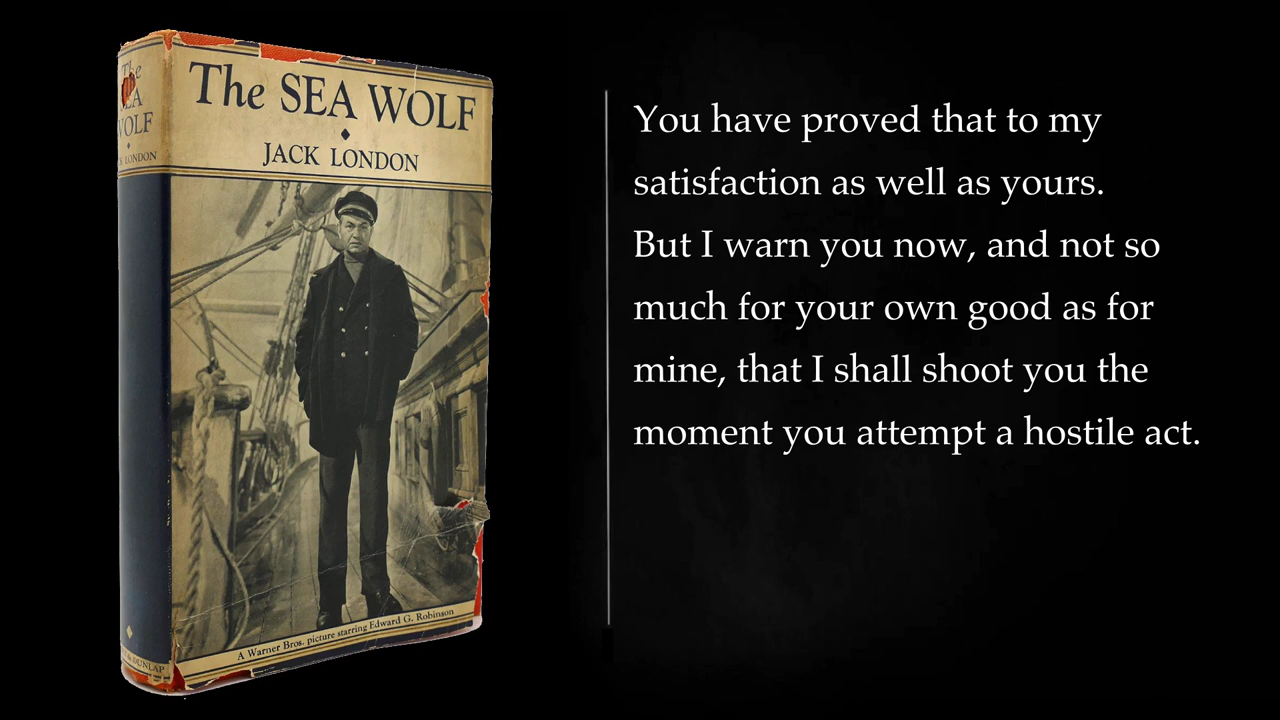 The SEA WOLF
JACK LONDON
The
WOLF
LONDON
DUNLAP
A Warner Bros. picture starring Edward G. Robinson
You have proved that to my
satisfaction as well as yours.
But I warn you now, and not so
much for your own good as for
mine, that I shall shoot you the
moment you attempt a hostile act.